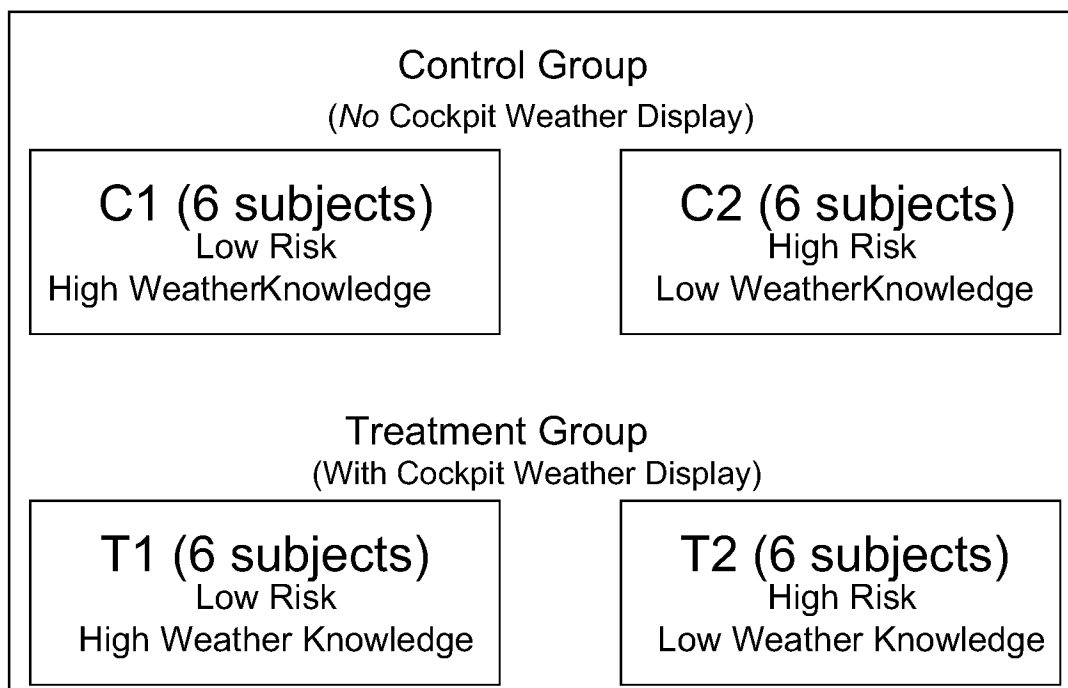 Control Group
(No Cockpit Weather Display)
C1 (6 subjects)
Low Risk
High WeatherKnowledge
C2 (6 subjects)
High Risk
Low WeatherKnowledge
Treatment Group
(With Cockpit Weather Display)
T1 (6 subjects)
Low Risk
High Weather Knowledge
T2 (6 subjects)
High Risk
Low Weather Knowledge